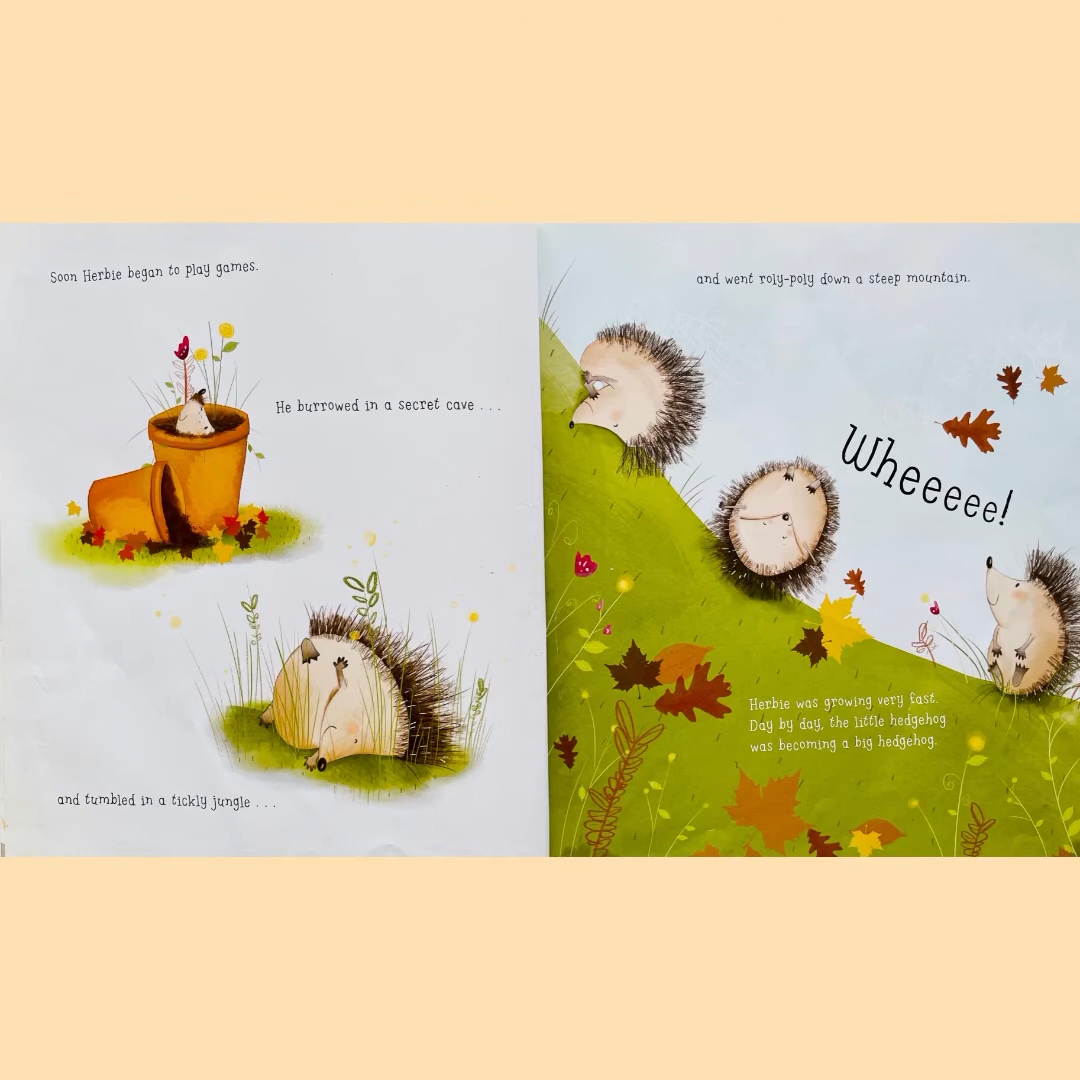 Soon Herbie began to play games.
He burrowed in a secret cave . . .
and tumbled in a tickly jungle . . .
and went roly-poly down a steep mountain.
Wheeeee!
Herbie was growing very fast.
Day by day, the little hedgehog
was becoming a big hedgehog.